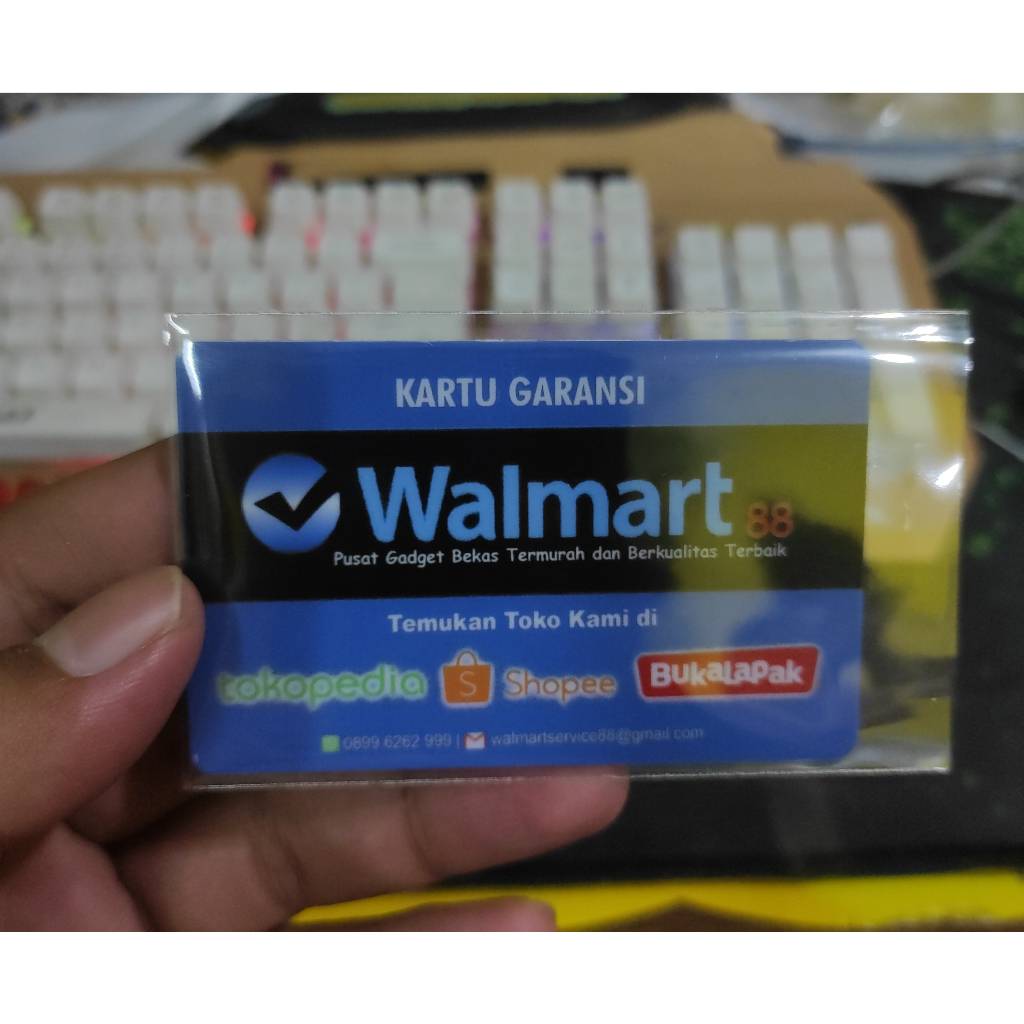 KARTU GARANSI
Walmart 88
Pusat Gadget Bekas Termurah dan Berkualitas Terbaik
Temukan Toko Kami di
tokopedia S Shopee BukaLapak
0899 6262 999 | walmartservice88@gmail.com